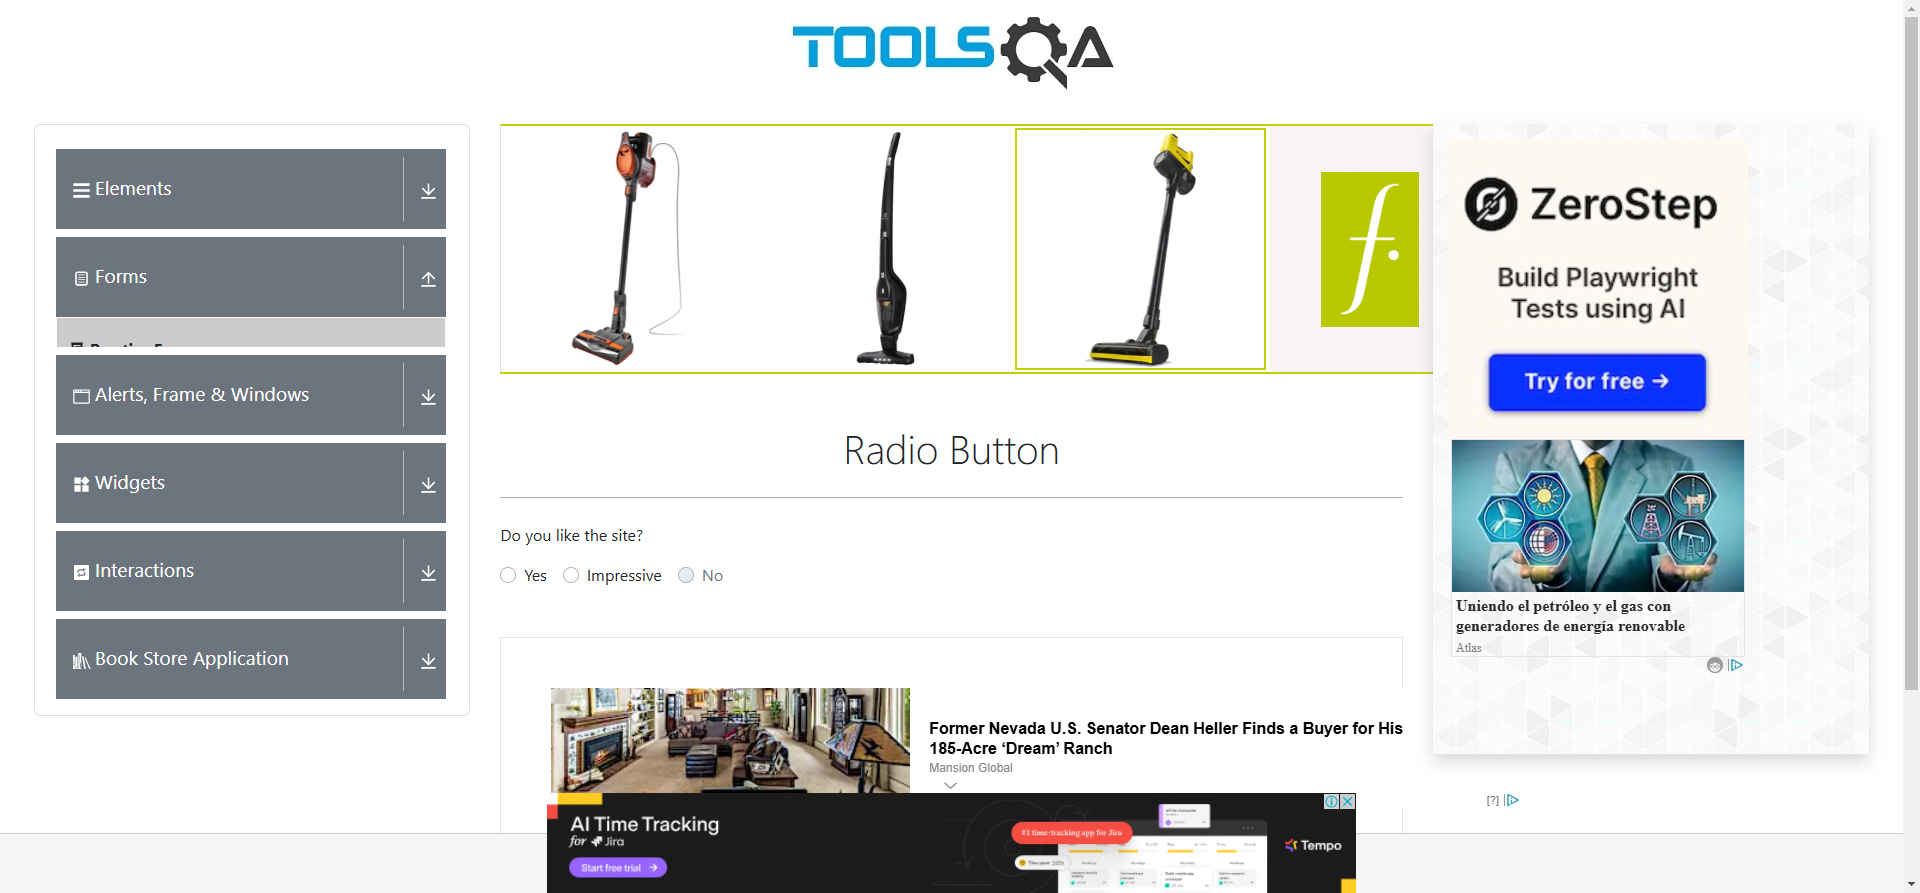 TOOLSQA
Elements
Forms
Alerts, Frame & Windows
Widgets
Interactions
Book Store Application
f.
Radio Button
Do you like the site?
Yes
Impressive
No
Former Nevada U.S. Senator Dean Heller Finds a Buyer for His
185-Acre ‘Dream’ Ranch
Mansion Global
ZeroStep
Build Playwright
Tests using AI
Try for free →
Uniendo el petróleo y el gas con
generadores de energía renovable
Atlas
[?]
AI Time Tracking
for Jira
Start free trial →
#1 time-tracking app for Jira
Tempo